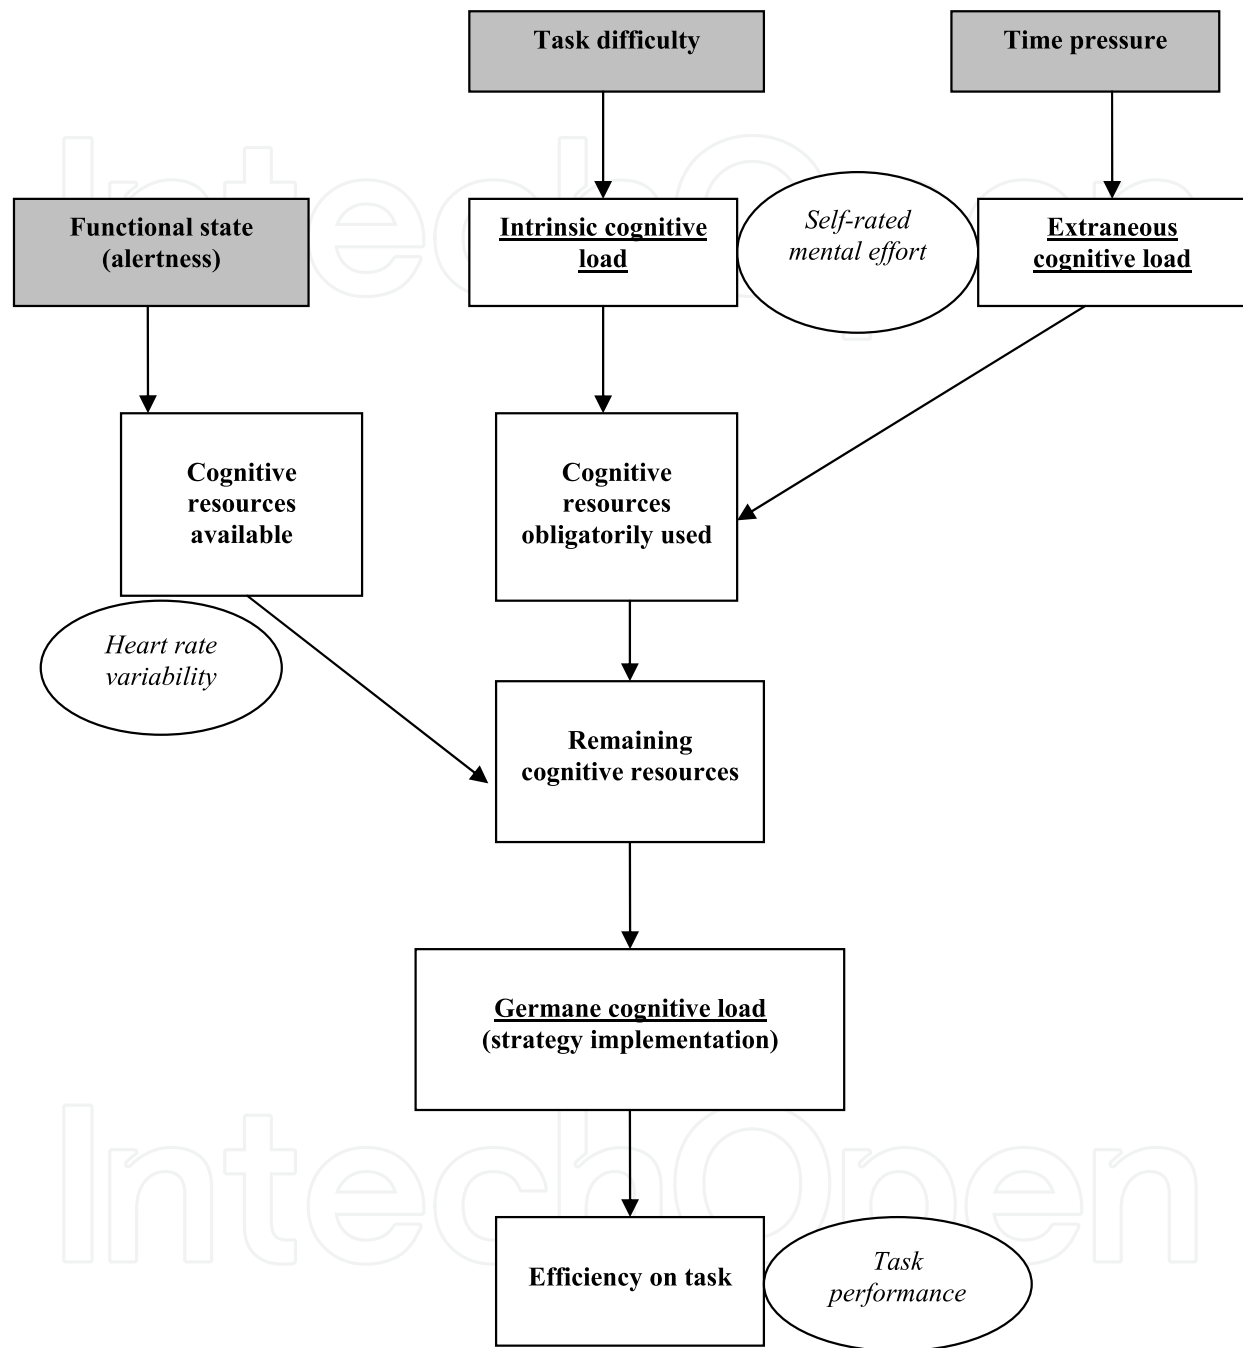 Task difficulty
Time pressure
IntechOpen
Functional state
(alertness)
Intrinsic cognitive
load
Self-rated
mental effort
Extraneous
cognitive load
Cognitive
resources
available
Cognitive
resources
obligatorily used
Heart rate
variability
Remaining
cognitive resources
Germane cognitive load
(strategy implementation)
IntechOpen
Efficiency on task
Task
performance